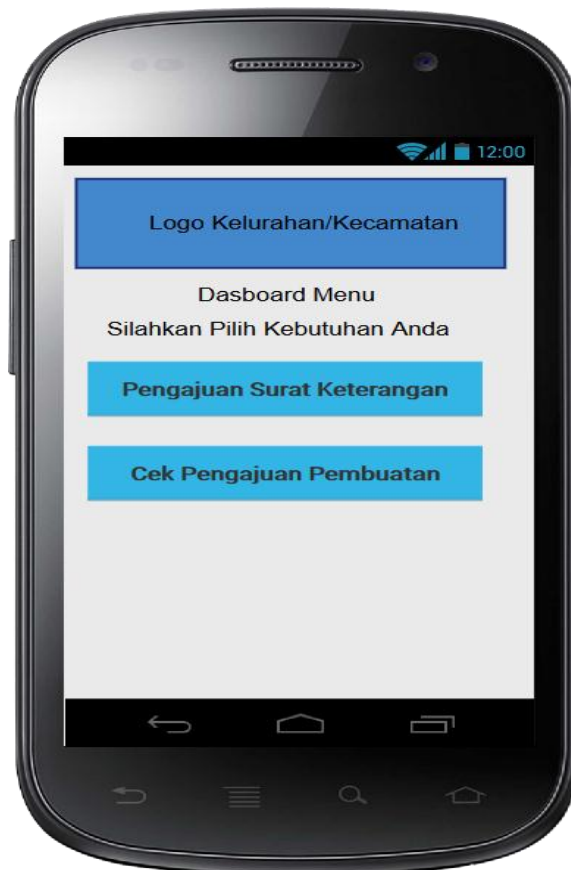 12:00
Logo Kelurahan/Kecamatan
Dasboard Menu
Silahkan Pilih Kebutuhan Anda
Pengajuan Surat Keterangan
Cek Pengajuan Pembuatan